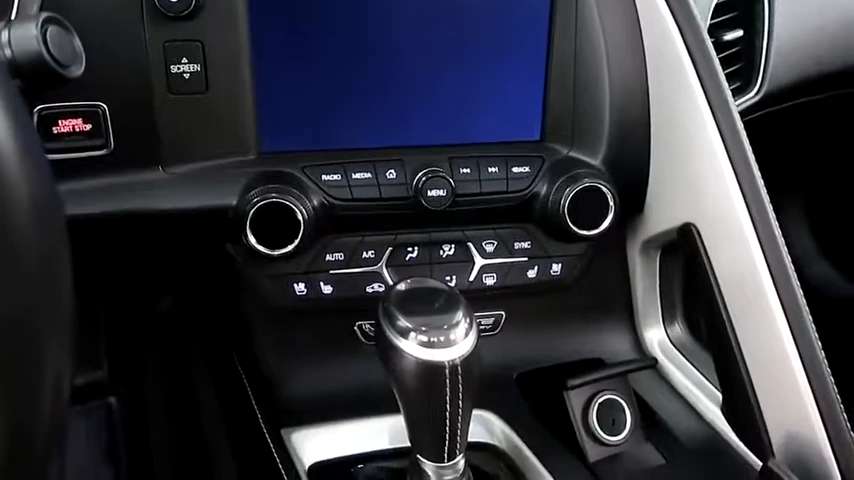 SCREEN
ENGINE
START STOP
RADIO MEDIA MENU BACK
AUTO A/C SYNC